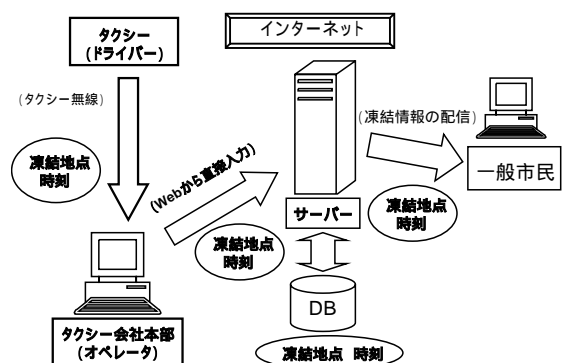 タクシー
(ドライバー)
インターネット
(タクシー無線)
凍結地点
時刻
(Webから直接入力)
凍結地点
時刻
(凍結情報の配信)
一般市民
サーバー
凍結地点
時刻
DB
タクシー会社本部
(オペレータ)
凍結地点 時刻